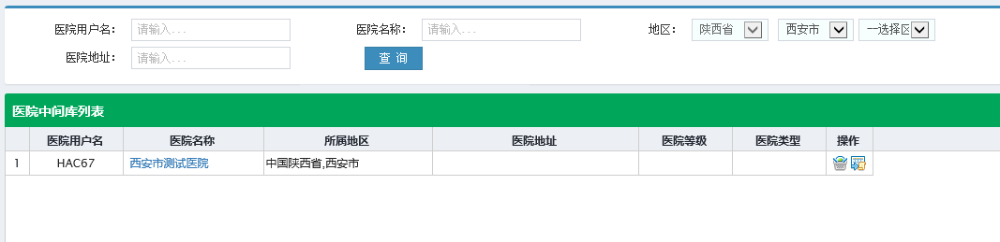 医院用户名： 请输入... 医院名称： 请输入... 地区： 陕西省 西安市 --选择区
医院地址： 请输入... 查 询
医院中间库列表
医院用户名 医院名称 所属地区 医院地址 医院等级 医院类型 操作
1 HAC67 西安市测试医院 中国陕西省,西安市